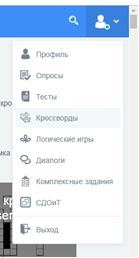 Профиль
Опросы
Тесты
Кроссворды
Логические игры
Диалоги
Комплексные задания
СДОиТ
Выход